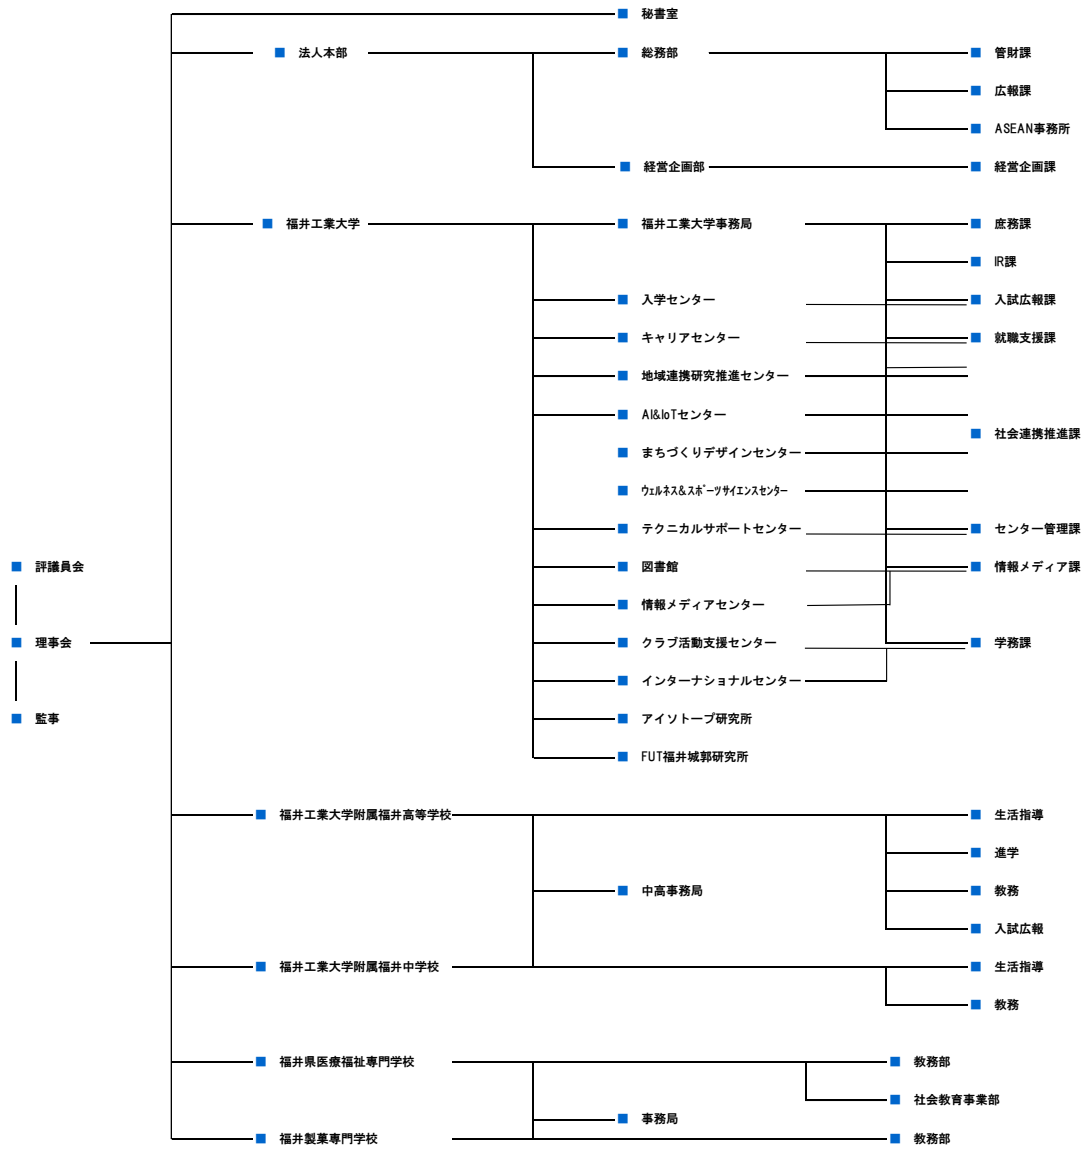 秘書室
法人本部
総務部
管財課
広報課
ASEAN事務所
経営企画部
経営企画課
福井工業大学
福井工業大学事務局
庶務課
IR課
入学センター
入試広報課
キャリアセンター
就職支援課
地域連携研究推進センター
AI&IoTセンター
社会連携推進課
まちづくりデザインセンター
ウェルネス&スポーツサイエンスセンター
テクニカルサポートセンター
センター管理課
評議員会
図書館
情報メディア課
情報メディアセンター
理事会
クラブ活動支援センター
学務課
インターナショナルセンター
監事
アイソトープ研究所
FUT福井城郭研究所
福井工業大学附属福井高等学校
生活指導
進学
中高事務局
教務
入試広報
福井工業大学附属福井中学校
生活指導
教務
福井県医療福祉専門学校
教務部
社会教育事業部
事務局
福井製菓専門学校
教務部